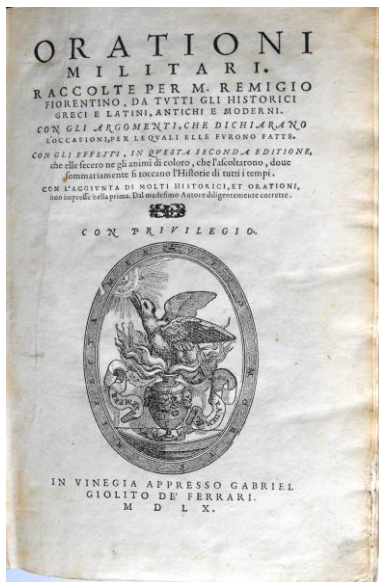 ORATIONI
MILITARI.
RACCOLTE PER M. REMIGIO
FIORENTINO, DA TVTTI GLI HISTORICI
GRECI E LATINI, ANTICHI E MODERNI.
CON GLI ARGOMENTI, CHE DICHIARANO
L'OCCASIONI, PER LE QVALI ELLE FVRONO FATTE.
CON GLI EFFETTI, IN QVESTA SECONDA EDITIONE,
che elle fecero ne gli animi di coloro, che l'ascoltarono, doue
sommariamente si toccano l'Historie di tutti i tempi.
CON L'AGGIVNTA DI MOLTI HISTORICI, ET ORATIONI,
non impresse nella prima. Dal medesimo Autore diligentemente corrette.
CON PRIVILEGIO.
IN VINEGIA APPRESSO GABRIEL
GIOLITO DE' FERRARI.
M D L X.